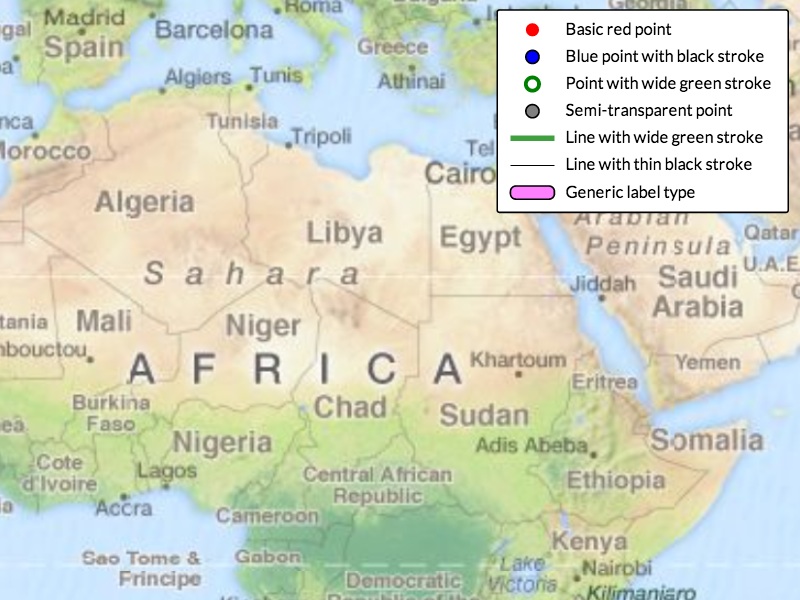 Madrid
Roma
Spain
Barcelona
Greece
Algiers
Tunis
Athinai
Tunisia
Tripoli
Morocco
Cairo
Algeria
Libya
Egypt
Sahara
Mali
Niger
AFRICA
Khartoum
Burkina
Faso
Chad
Sudan
Nigeria
Adis Abeba
Cote
d'Ivoire
Lagos
Central African
Republic
Ethiopia
Accra
Cameroon
Sao Tome &
Principe
Gabon
Democratic
Republic of the
Lake
Victoria
Kenya
Nairobi
Kilimanjaro
Somalia
Eritrea
Yemen
Jiddah
Saudi
Arabia
Arabian
Peninsula
Qatar
U.A.E
Basic red point
Blue point with black stroke
Point with wide green stroke
Semi-transparent point
Line with wide green stroke
Line with thin black stroke
Generic label type